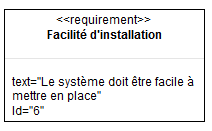 <<requirement>>
Facilité d'installation
text="Le système doit être facile à
mettre en place"
Id="6"